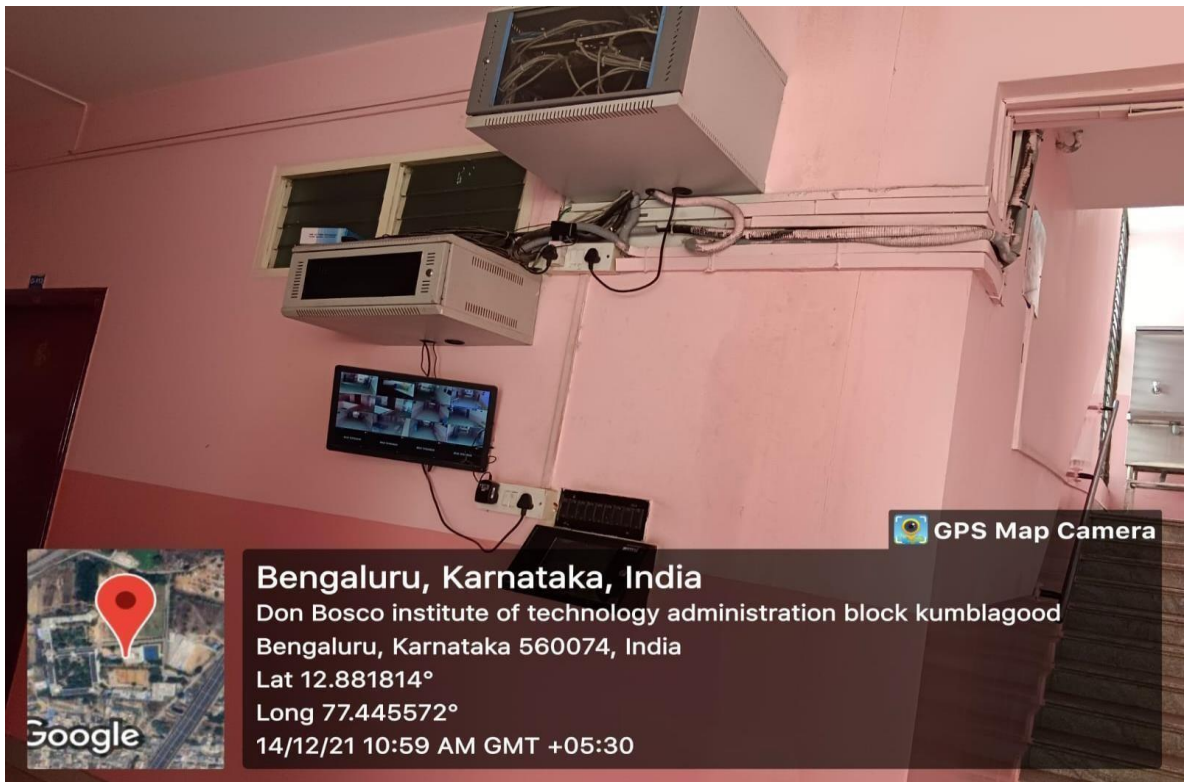 GPS Map Camera
Bengaluru, Karnataka, India
Don Bosco institute of technology administration block kumblagood
Bengaluru, Karnataka 560074, India
Lat 12.881814°
Long 77.445572°
14/12/21 10:59 AM GMT +05:30
Google